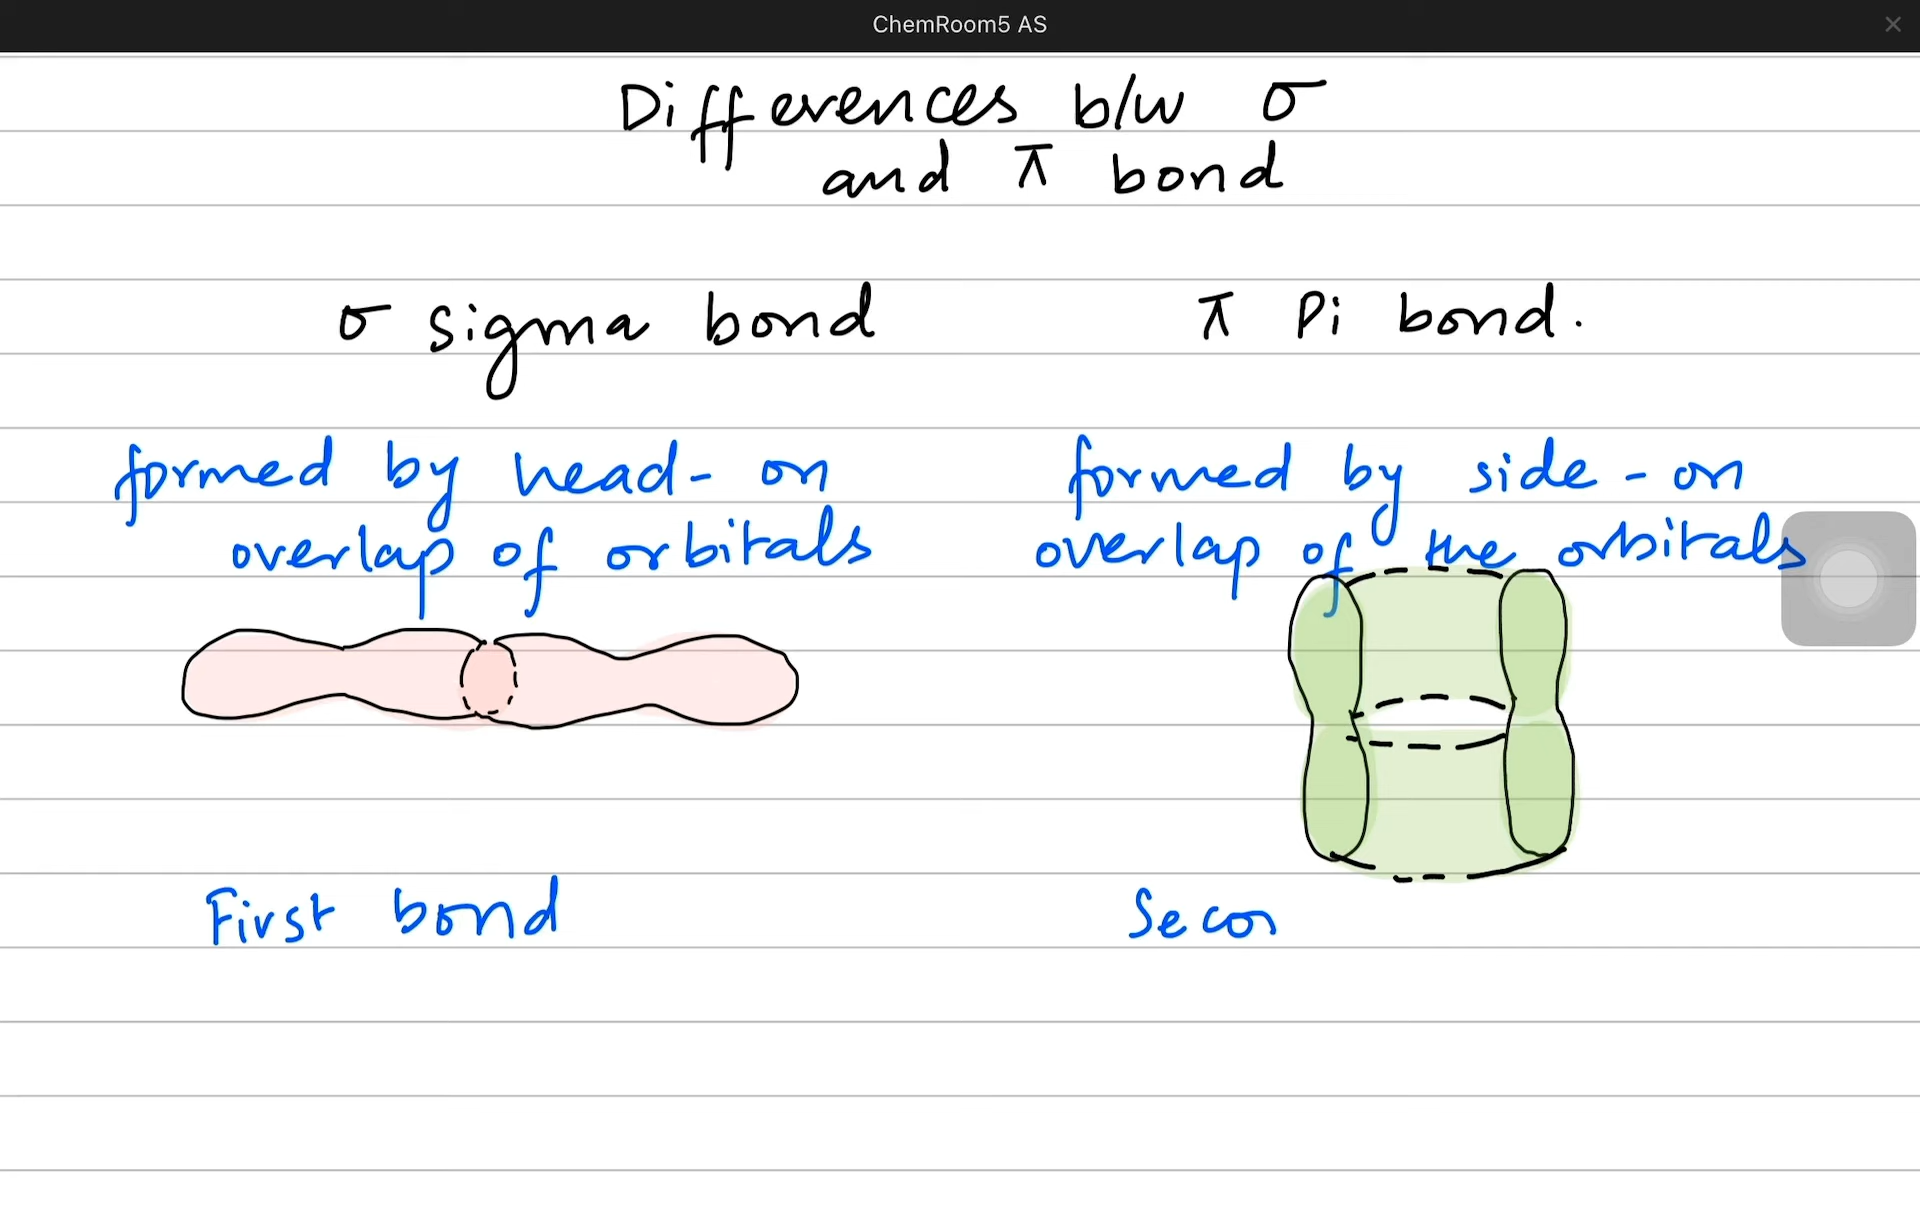 ChemRoom5 AS
Differences b/w σ
and π bond
σ sigma bond
π Pi bond.
formed by head-on
overlap of orbitals
formed by side-on
overlap of the orbitals
First bond
Secon